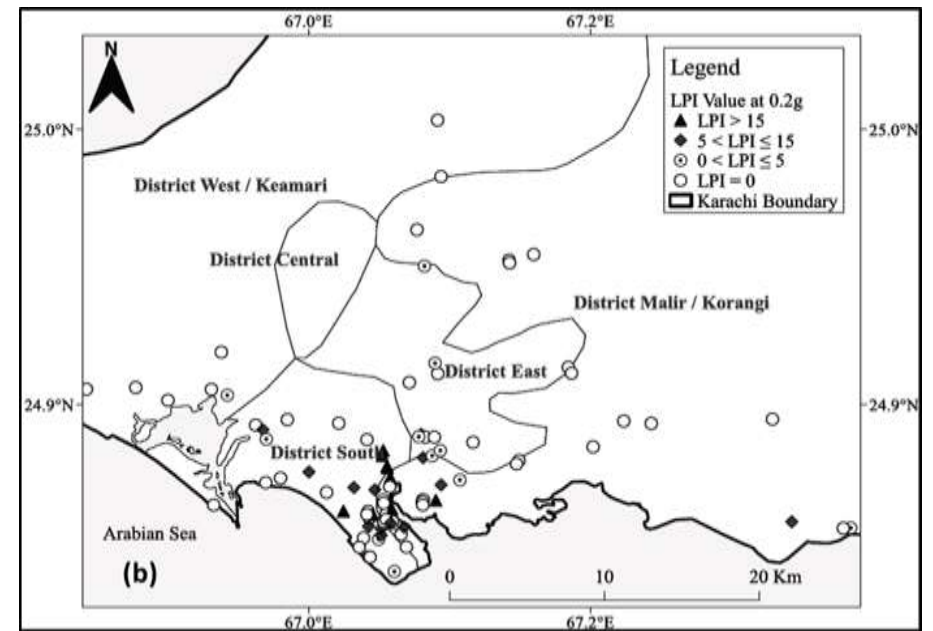 67.0°E 67.2°E
N
Legend
LPI Value at 0.2g
LPI > 15
5 < LPI ≤ 15
0 < LPI ≤ 5
LPI = 0
Karachi Boundary
25.0°N 25.0°N
District West / Keamari
District Central
District Malir / Korangi
District East
24.9°N 24.9°N
District South
Arabian Sea
(b)
0 10 20 Km
67.0°E 67.2°E